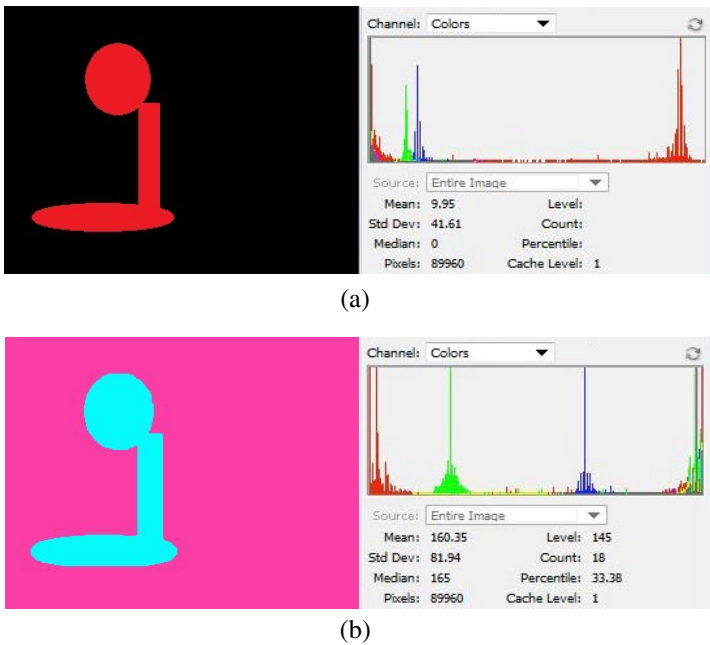 Channel: Colors
Source: Entire Image
Mean: 9.95 Level:
Std Dev: 41.61 Count:
Median: 0 Percentile:
Pixels: 89960 Cache Level: 1
(a)
Channel: Colors
Source: Entire Image
Mean: 160.35 Level: 145
Std Dev: 81.94 Count: 18
Median: 165 Percentile: 33.38
Pixels: 89960 Cache Level: 1
(b)